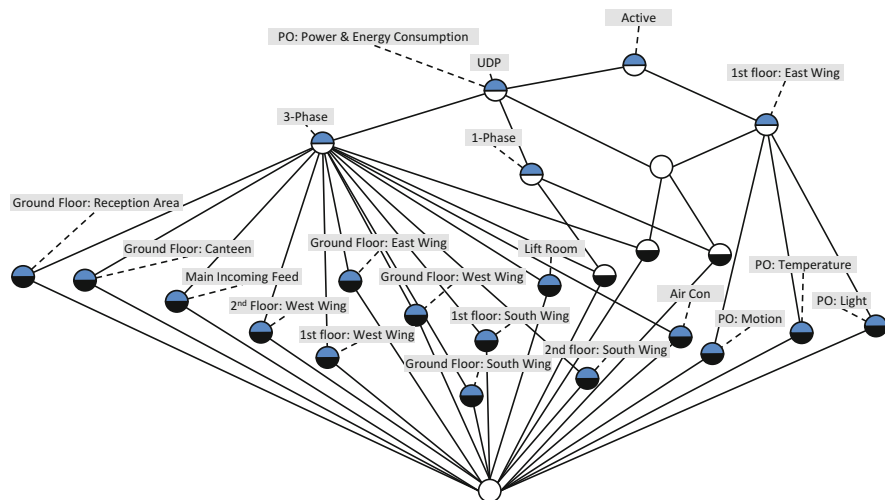 Active
PO: Power & Energy Consumption
UDP
1st floor: East Wing
3-Phase
1-Phase
Ground Floor: Reception Area
Ground Floor: Canteen
Ground Floor: East Wing
Lift Room
PO: Temperature
Main Incoming Feed
Ground Floor: West Wing
Air Con
PO: Light
2nd Floor: West Wing
1st floor: South Wing
PO: Motion
1st floor: West Wing
2nd floor: South Wing
Ground Floor: South Wing